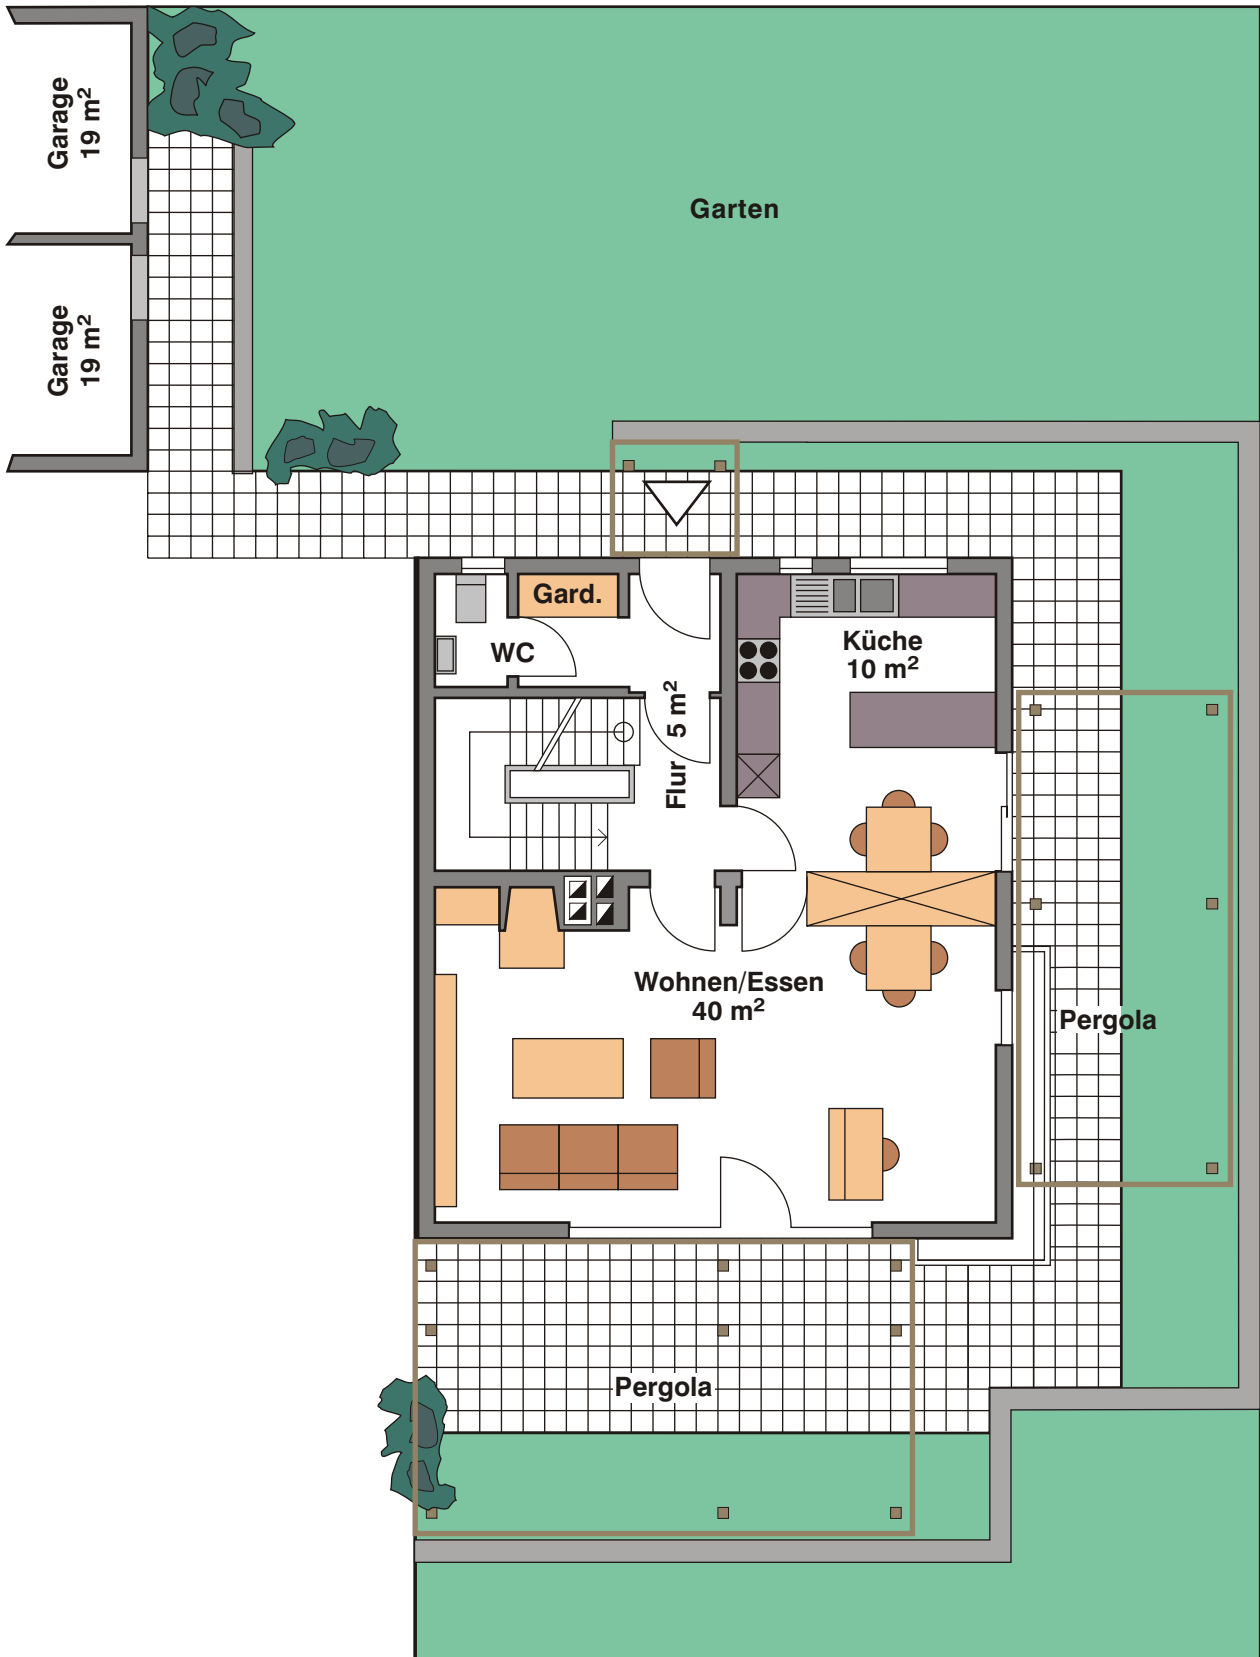 Garage
19 m²
Garten
Garage
19 m²
Gard.
WC
Küche
10 m²
Flur 5 m²
Wohnen/Essen
40 m²
Pergola
Pergola